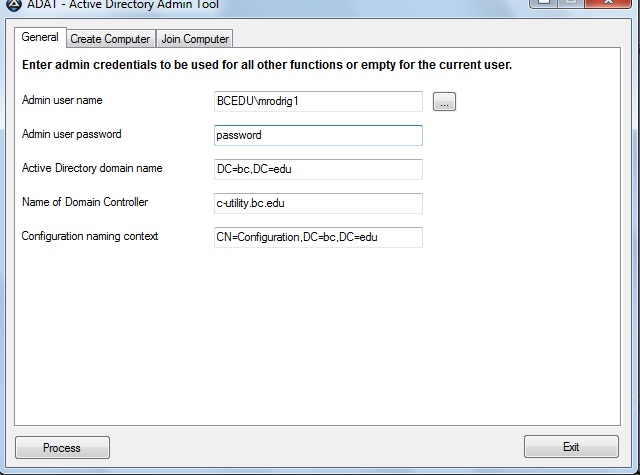 ADAT - Active Directory Admin Tool
General Create Computer Join Computer
Enter admin credentials to be used for all other functions or empty for the current user.
Admin user name BCEDU\mrodrig1 ...
Admin user password password
Active Directory domain name DC=bc,DC=edu
Name of Domain Controller c-utility.bc.edu
Configuration naming context CN=Configuration,DC=bc,DC=edu
Process Exit